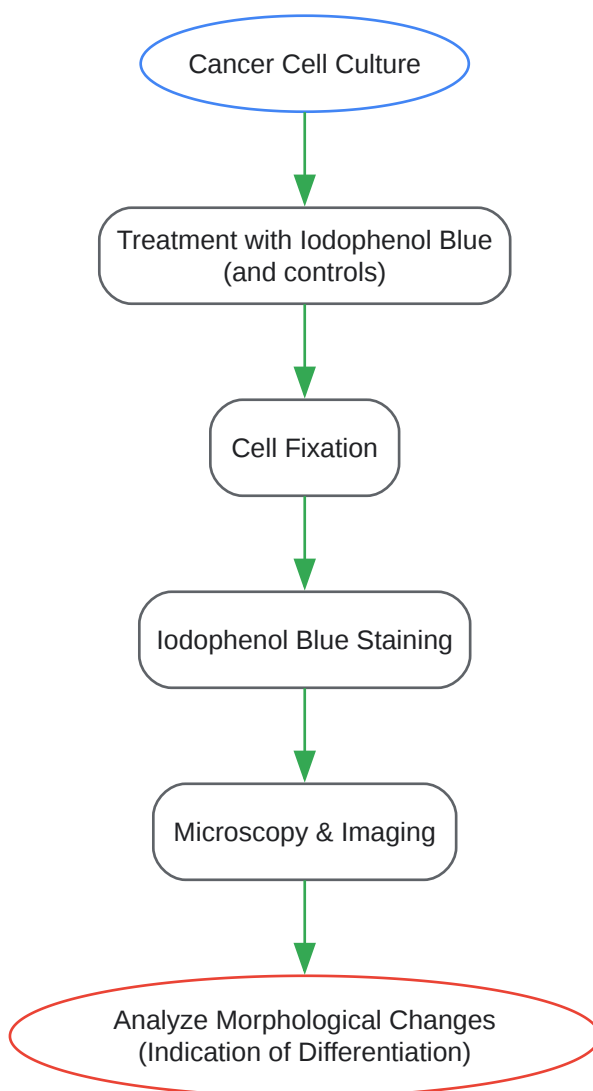 Cancer Cell Culture
Treatment with Iodophenol Blue
(and controls)
Cell Fixation
Iodophenol Blue Staining
Microscopy & Imaging
Analyze Morphological Changes
(Indication of Differentiation)